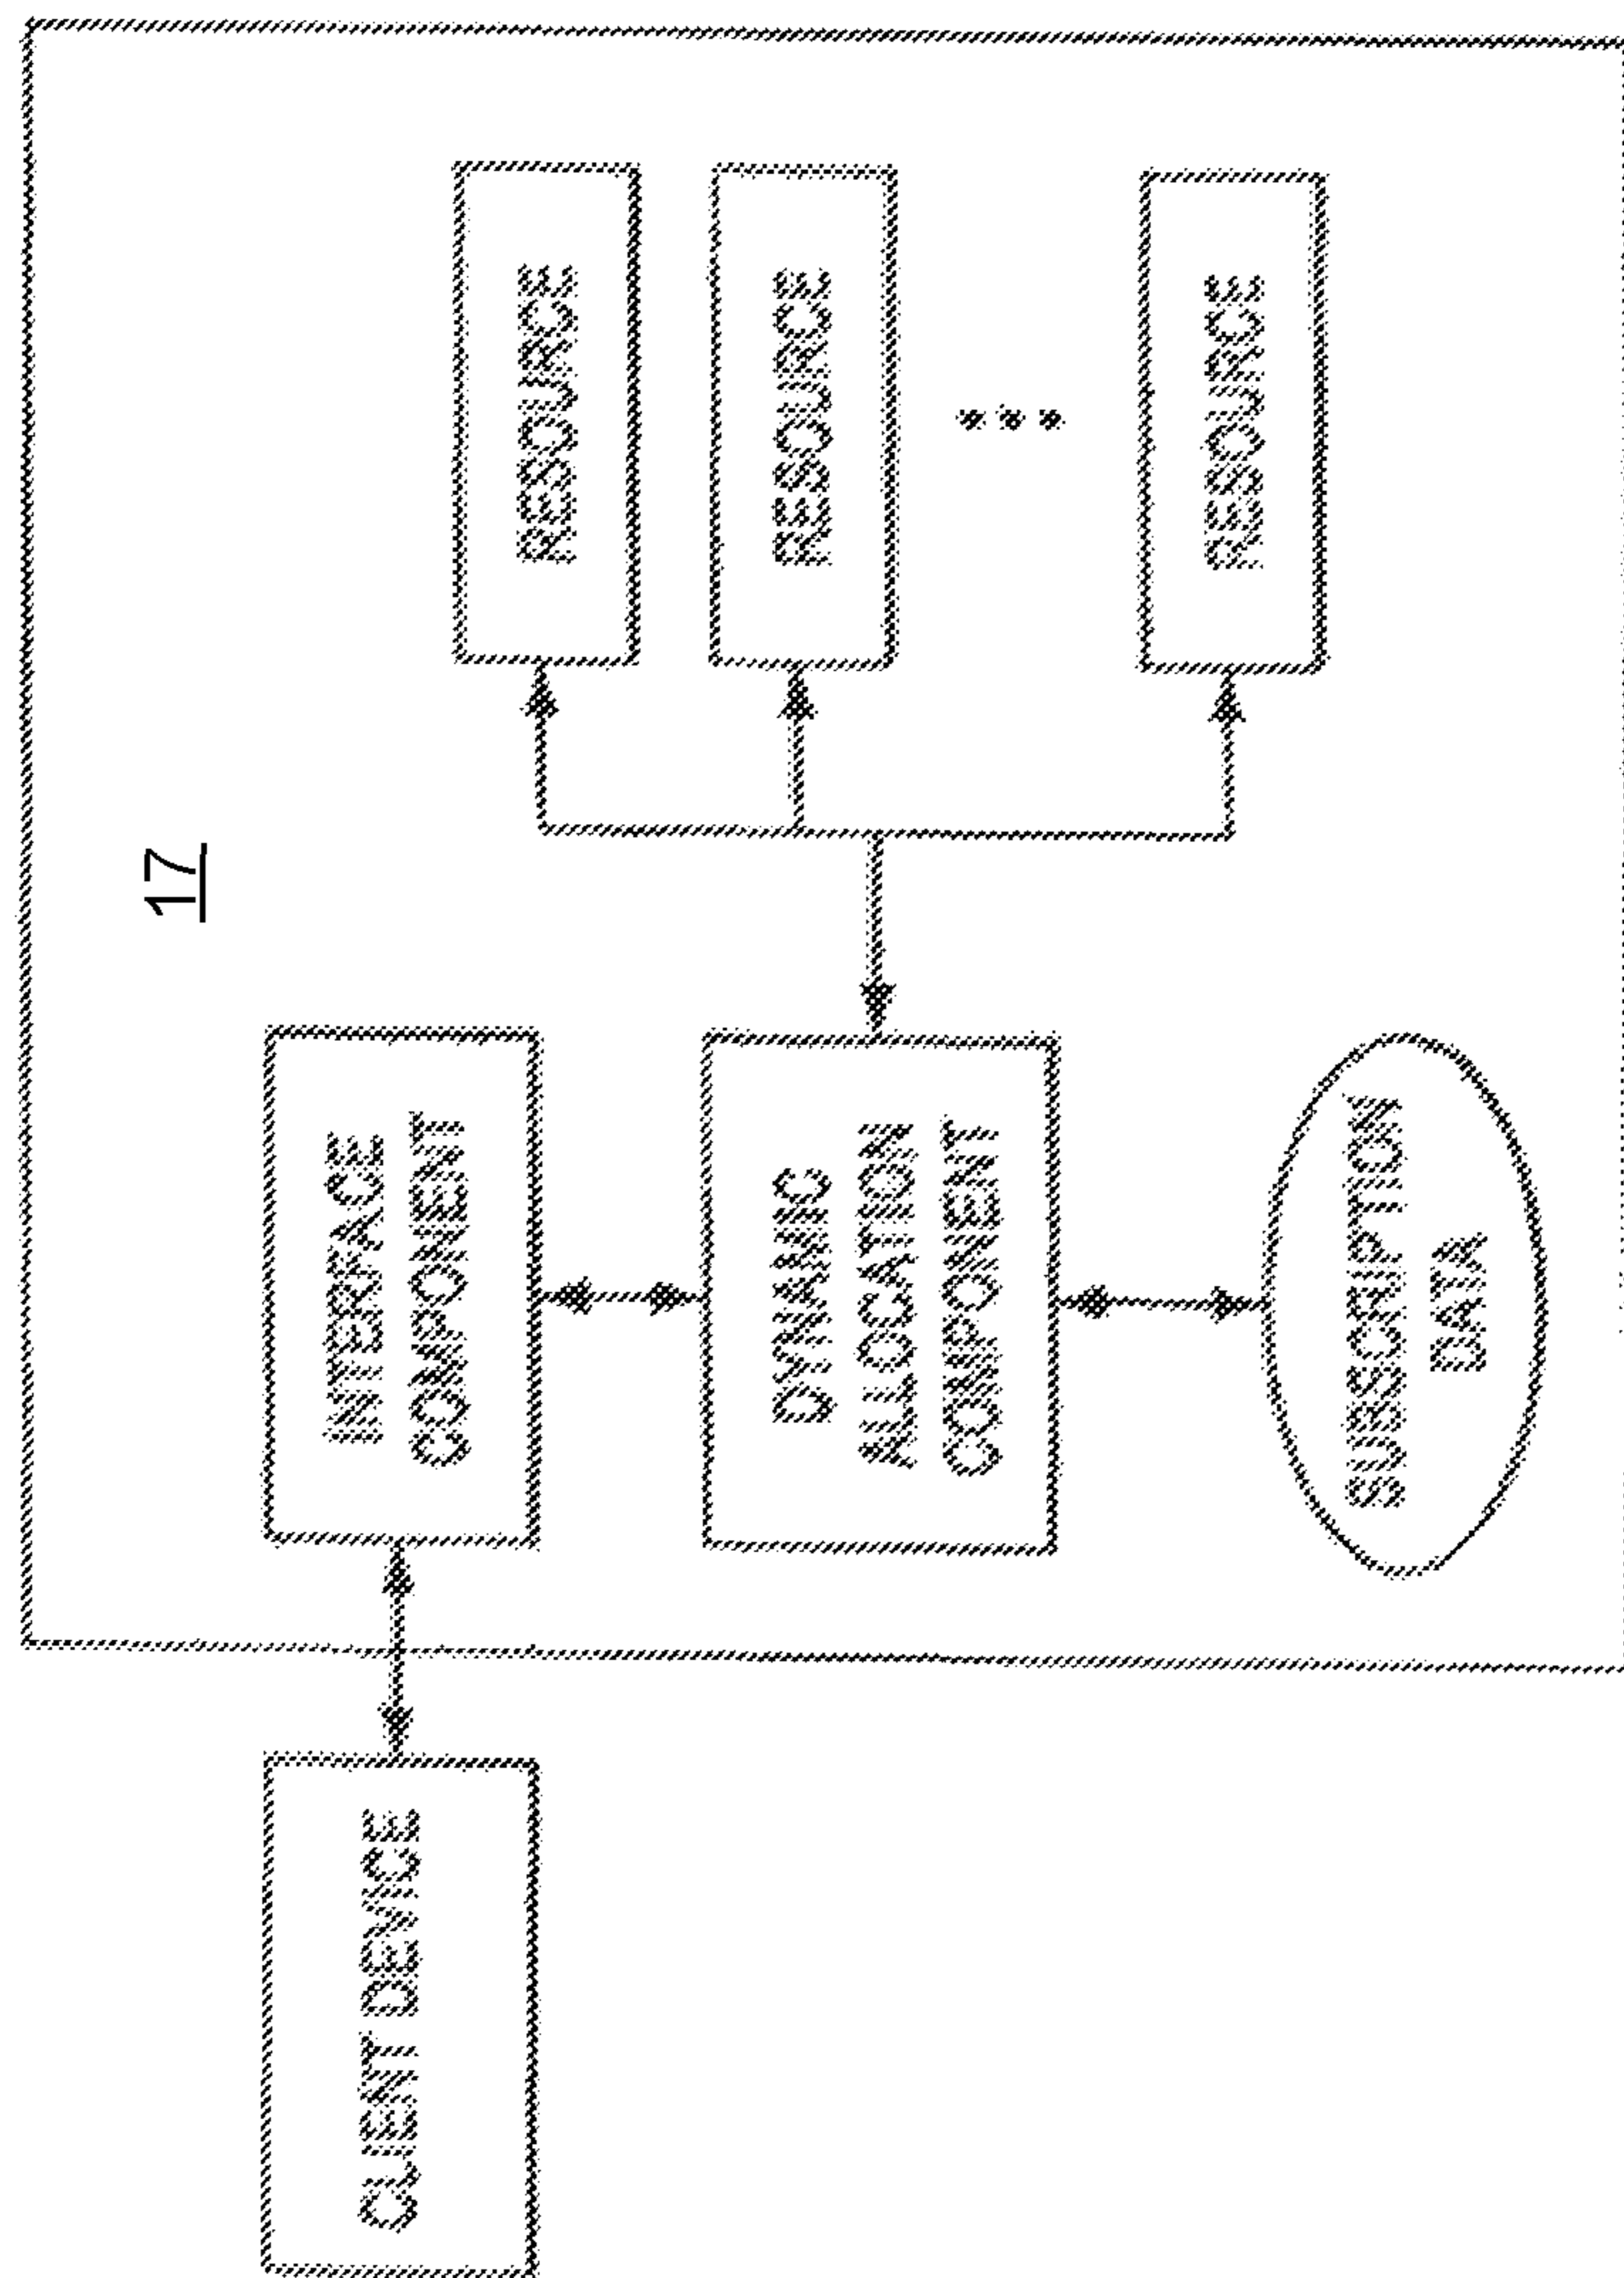 17
CLIENT DEVICE
INTERFACE
COMPONENT
DYNAMIC
ALLOCATION
COMPONENT
SUBSCRIPTION
DATA
RESOURCE
RESOURCE
RESOURCE